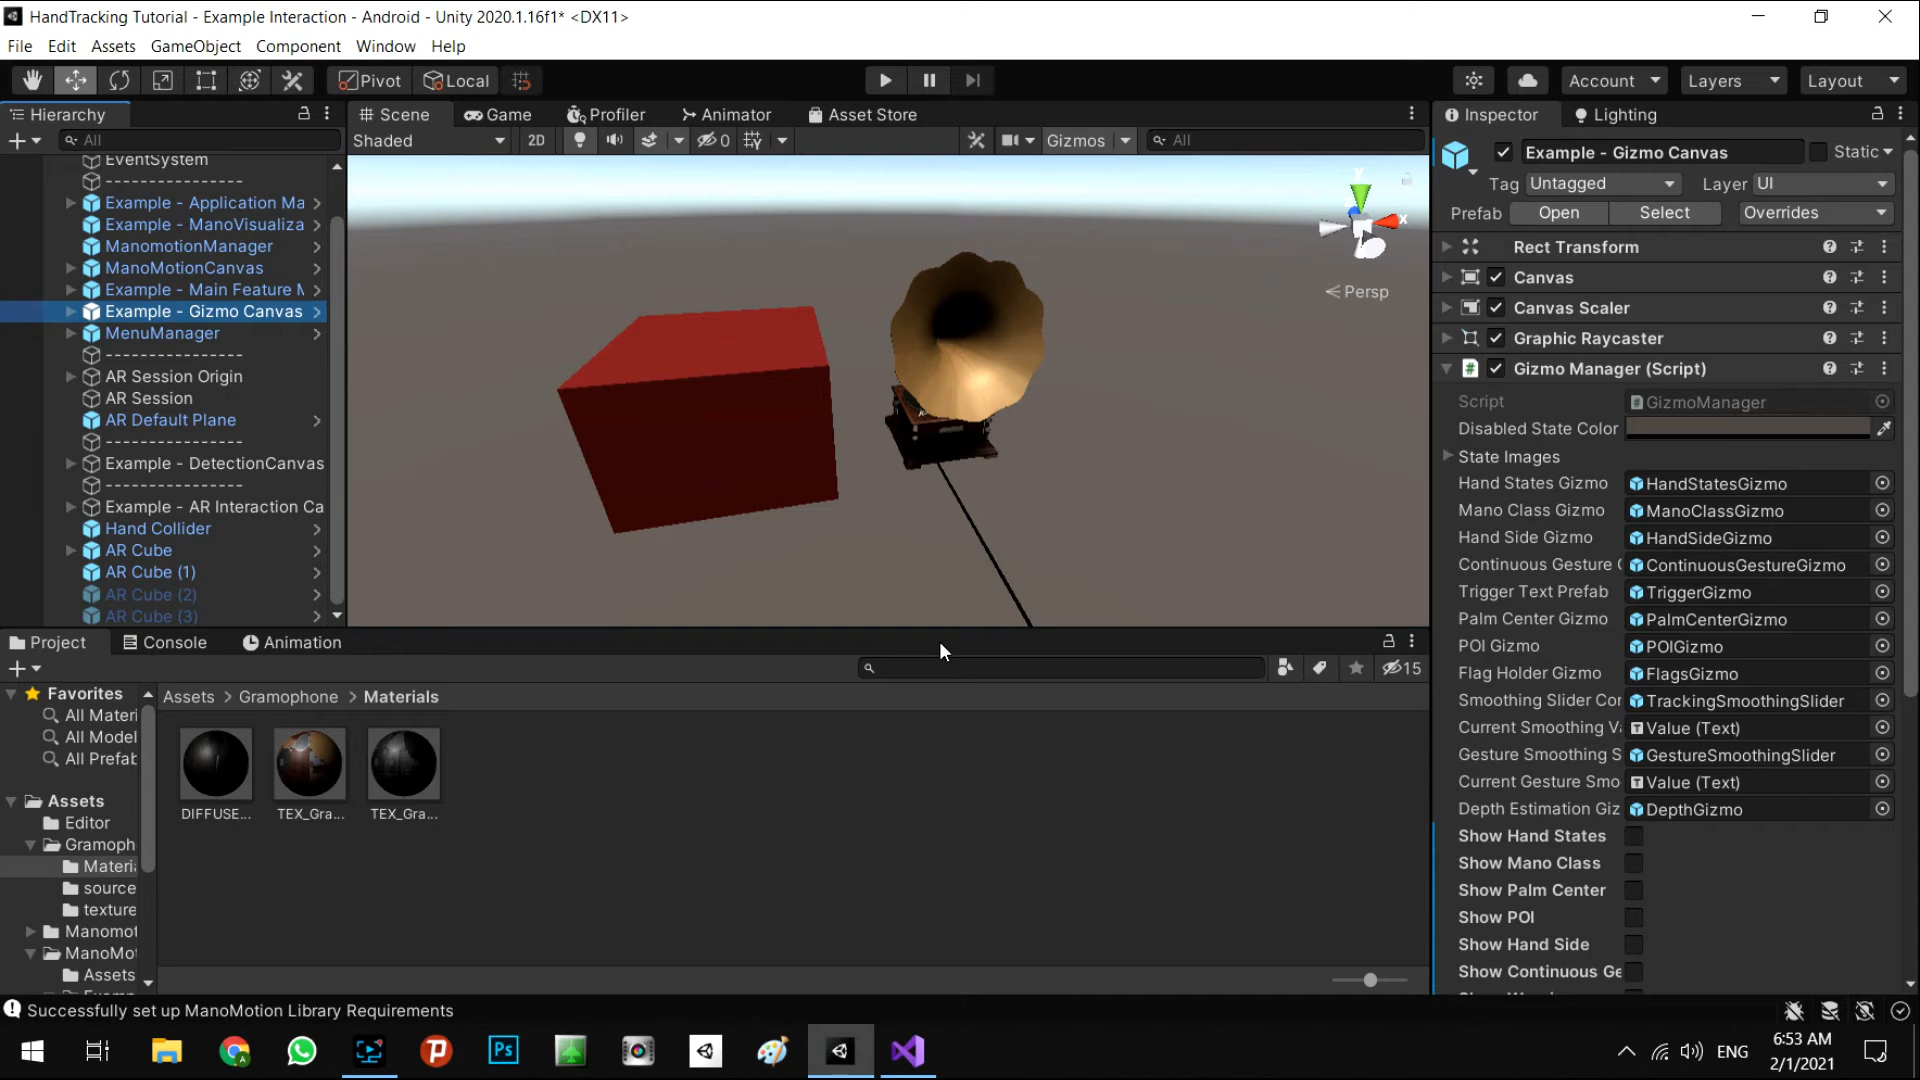 HandTracking Tutorial - Example Interaction - Android - Unity 2020.1.16f1* <DX11>
File Edit Assets GameObject Component Window Help
Pivot Local Account Layers Layout
Hierarchy
All
EventSystem
----------------
Example - Application Ma
Example - ManoVisualiza
ManomotionManager
ManoMotionCanvas
Example - Main Feature M
Example - Gizmo Canvas
MenuManager
----------------
AR Session Origin
AR Session
AR Default Plane
----------------
Example - DetectionCanvas
----------------
Example - AR Interaction Ca
Hand Collider
AR Cube
AR Cube (1)
AR Cube (2)
AR Cube (3)
Scene Game Profiler Animator Asset Store
Shaded 2D 0 Gizmos All
y
x
Persp
Inspector Lighting
Example - Gizmo Canvas Static
Tag Untagged Layer UI
Prefab Open Select Overrides
Rect Transform
Canvas
Canvas Scaler
Graphic Raycaster
# Gizmo Manager (Script)
Script GizmoManager
Disabled State Color
State Images
Hand States Gizmo HandStatesGizmo
Mano Class Gizmo ManoClassGizmo
Hand Side Gizmo HandSideGizmo
Continuous Gesture ContinuousGestureGizmo
Trigger Text Prefab TriggerGizmo
Palm Center Gizmo PalmCenterGizmo
POI Gizmo POIGizmo
Flag Holder Gizmo FlagsGizmo
Smoothing Slider Cor TrackingSmoothingSlider
Current Smoothing Va Value (Text)
Gesture Smoothing S GestureSmoothingSlider
Current Gesture Smo Value (Text)
Depth Estimation Giz DepthGizmo
Show Hand States
Show Mano Class
Show Palm Center
Show POI
Show Hand Side
Show Continuous Ge
Project Console Animation
15
Favorites
All Materi
All Model
All Prefab
Assets
Editor
Gramoph
Materi
source
texture
Manomot
ManoMot
Assets
Assets > Gramophone > Materials
DIFFUSE... TEX_Gra... TEX_Gra...
Successfully set up ManoMotion Library Requirements
Ps
ENG
6:53 AM
2/1/2021